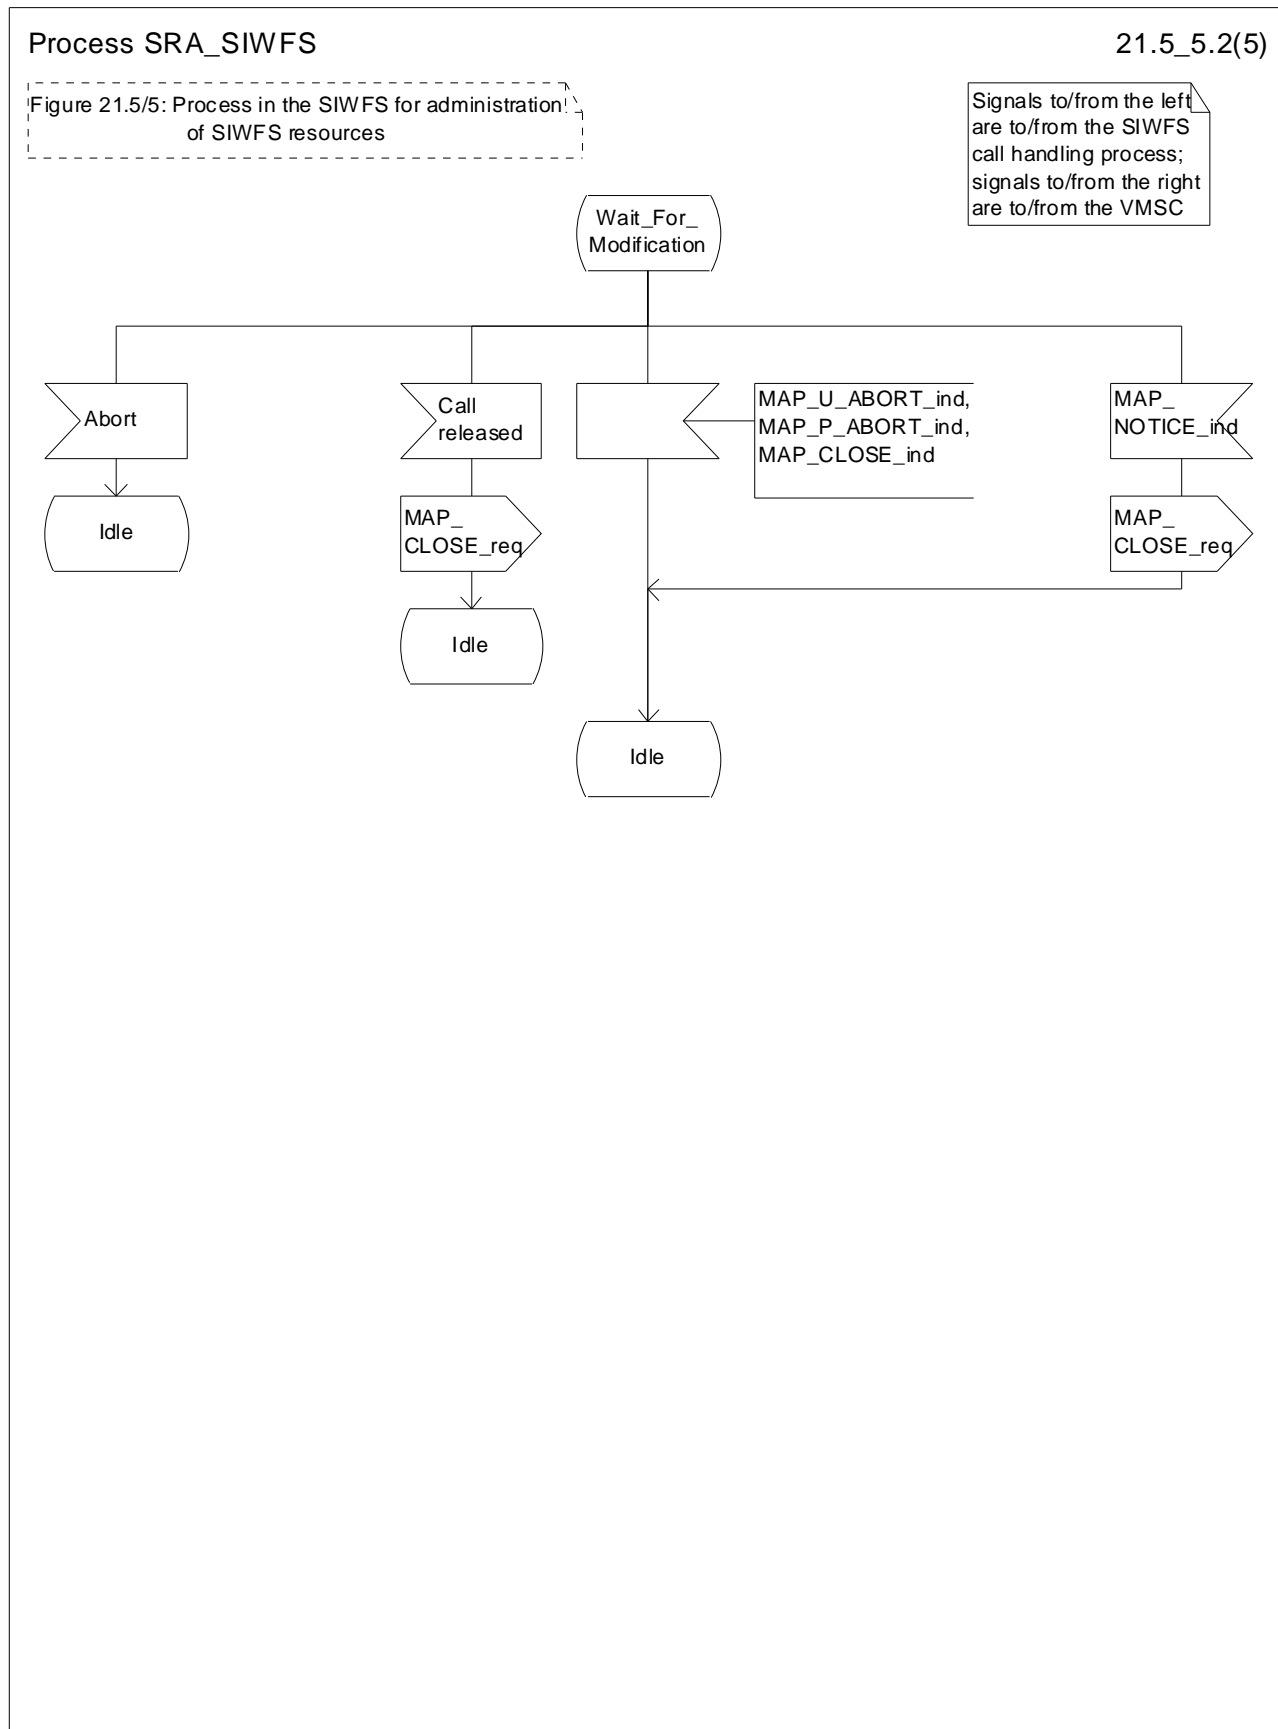 Process SRA_SIWFS
21.5_5.2(5)
Figure 21.5/5: Process in the SIWFS for administration
of SIWFS resources
Signals to/from the left
are to/from the SIWFS
call handling process;
signals to/from the right
are to/from the VMSC
Wait_For_
Modification
Abort
Call
released
MAP_U_ABORT_ind,
MAP_P_ABORT_ind,
MAP_CLOSE_ind
MAP_
NOTICE_ind
Idle
MAP_
CLOSE_req
MAP_
CLOSE_req
Idle
Idle